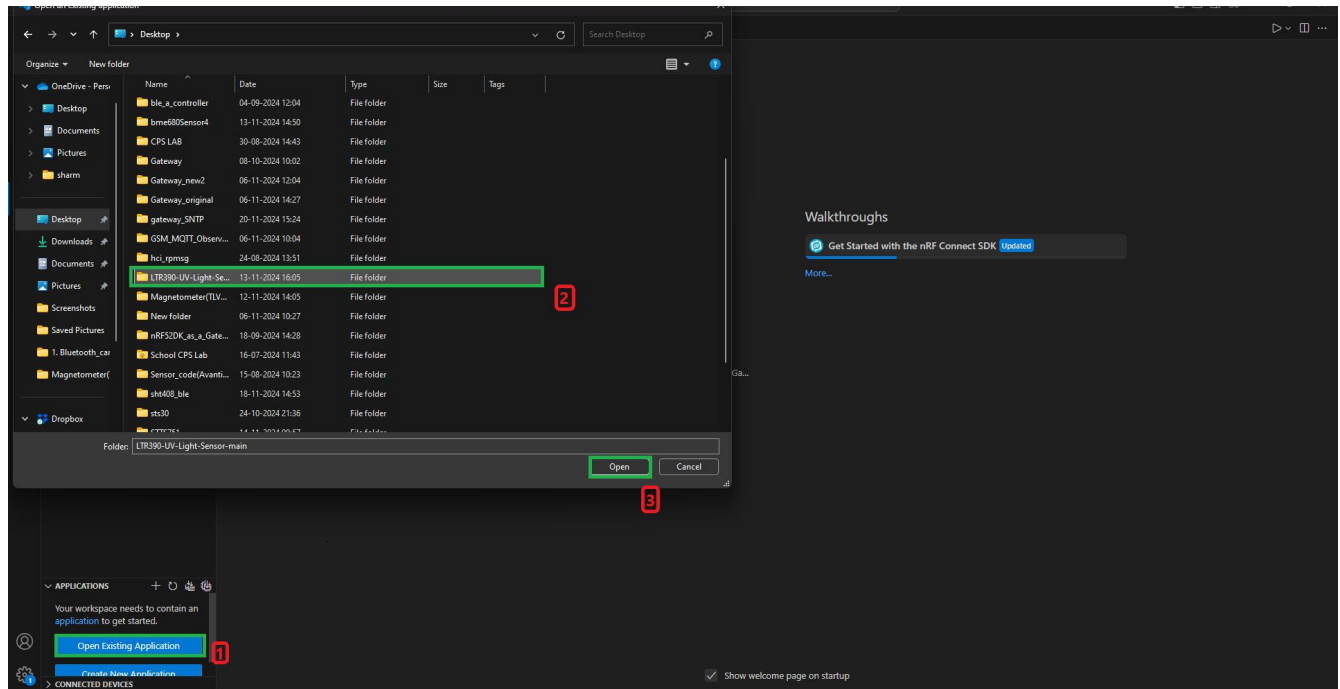 Open an existing application
Desktop
Search Desktop
Organize
New folder
Name Date Type Size Tags
OneDrive - Pers
Desktop
Documents
Pictures
sharm
Desktop
Downloads
Documents
Pictures
Screenshots
Saved Pictures
1. Bluetooth_car
Magnetometer(
Dropbox
ble_a_controller 04-09-2024 12:04 File folder
bme680Sensor4 13-11-2024 14:50 File folder
CPS LAB 30-08-2024 14:43 File folder
Gateway 08-10-2024 10:02 File folder
Gateway_new2 06-11-2024 12:04 File folder
Gateway_original 06-11-2024 14:27 File folder
gateway_SNTP 20-11-2024 15:24 File folder
GSM_MQTT_Observ... 06-11-2024 10:04 File folder
hci_rpmsg 24-08-2024 13:51 File folder
LTR390-UV-Light-Se... 13-11-2024 16:05 File folder
2
Magnetometer(TLV... 12-11-2024 14:05 File folder
New folder 06-11-2024 10:27 File folder
nRF52DK_as_a_Gate... 18-09-2024 14:28 File folder
School CPS Lab 16-07-2024 11:43 File folder
Sensor_code(Avanti... 15-08-2024 10:23 File folder
sht408_ble 18-11-2024 14:53 File folder
sts30 24-10-2024 21:36 File folder
Folder: LTR390-UV-Light-Sensor-main
Open Cancel
3
Walkthroughs
Get Started with the nRF Connect SDK Updated
More...
Ga...
APPLICATIONS
Your workspace needs to contain an
application to get started.
Open Existing Application
1
Create New Application
CONNECTED DEVICES
1
Show welcome page on startup